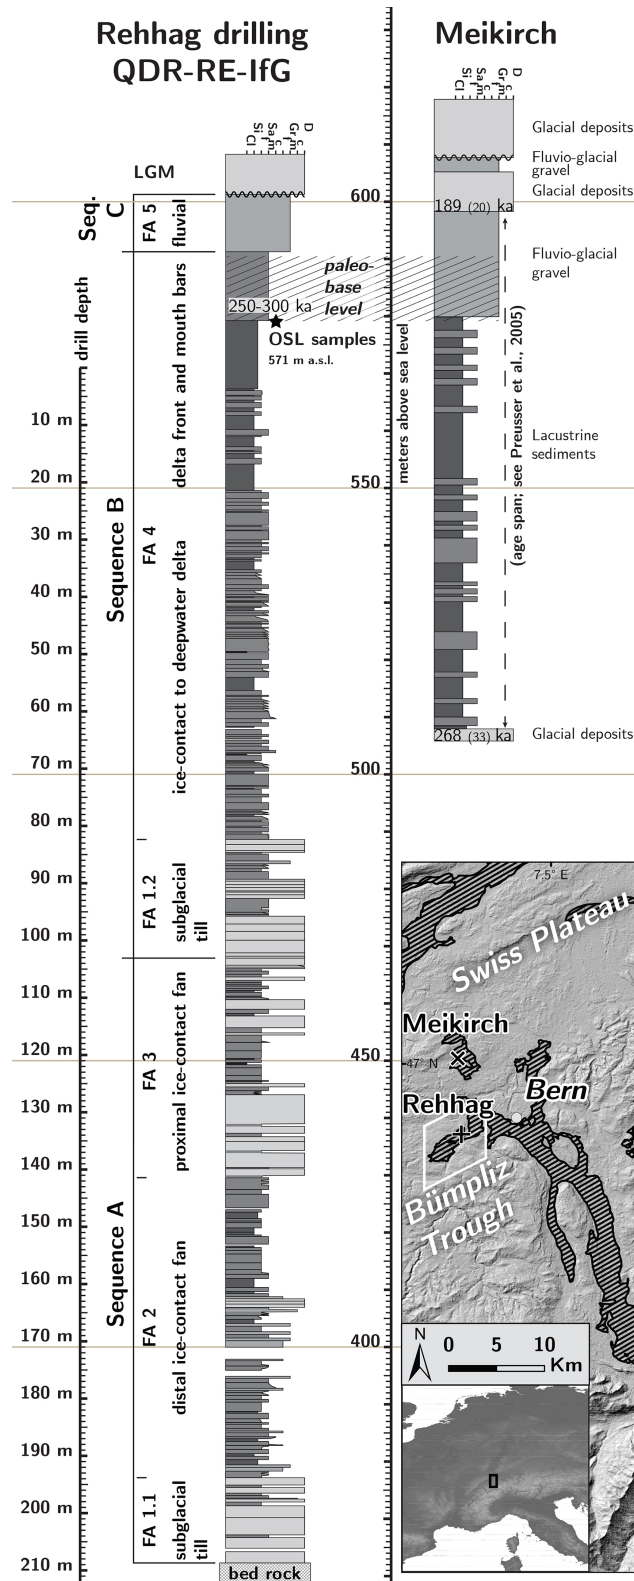 Rehhag drilling
QDR-RE-IfG
Meikirch
D
c
Gr m
f
c
Sa m
f
Si
Cl
D
c
Gr m
f
c
Sa m
f
Si
Cl
LGM
Seq.
C
FA 5
fluvial
600
Glacial deposits
Fluvio-glacial
gravel
Glacial deposits
189 (20) ka
Fluvio-glacial
gravel
paleo-
base
level
250-300 ka
OSL samples
571 m a.s.l.
drill depth
delta front and mouth bars
meters above sea level
(age span; see Preusser et al., 2005)
Lacustrine
sediments
10 m
20 m
550
30 m
40 m
50 m
60 m
70 m
80 m
90 m
100 m
110 m
120 m
130 m
140 m
150 m
160 m
170 m
180 m
190 m
200 m
210 m
Sequence B
FA 4
ice-contact to deepwater delta
500
268 (33) ka
Glacial deposits
FA 1.2
subglacial
till
450
FA 3
proximal ice-contact fan
Sequence A
FA 2
distal ice-contact fan
400
FA 1.1
subglacial
till
bed rock
7.5° E
Swiss Plateau
Meikirch
47° N
Bern
Rehhag
Bümpliz
Trough
N
0 5 10
Km